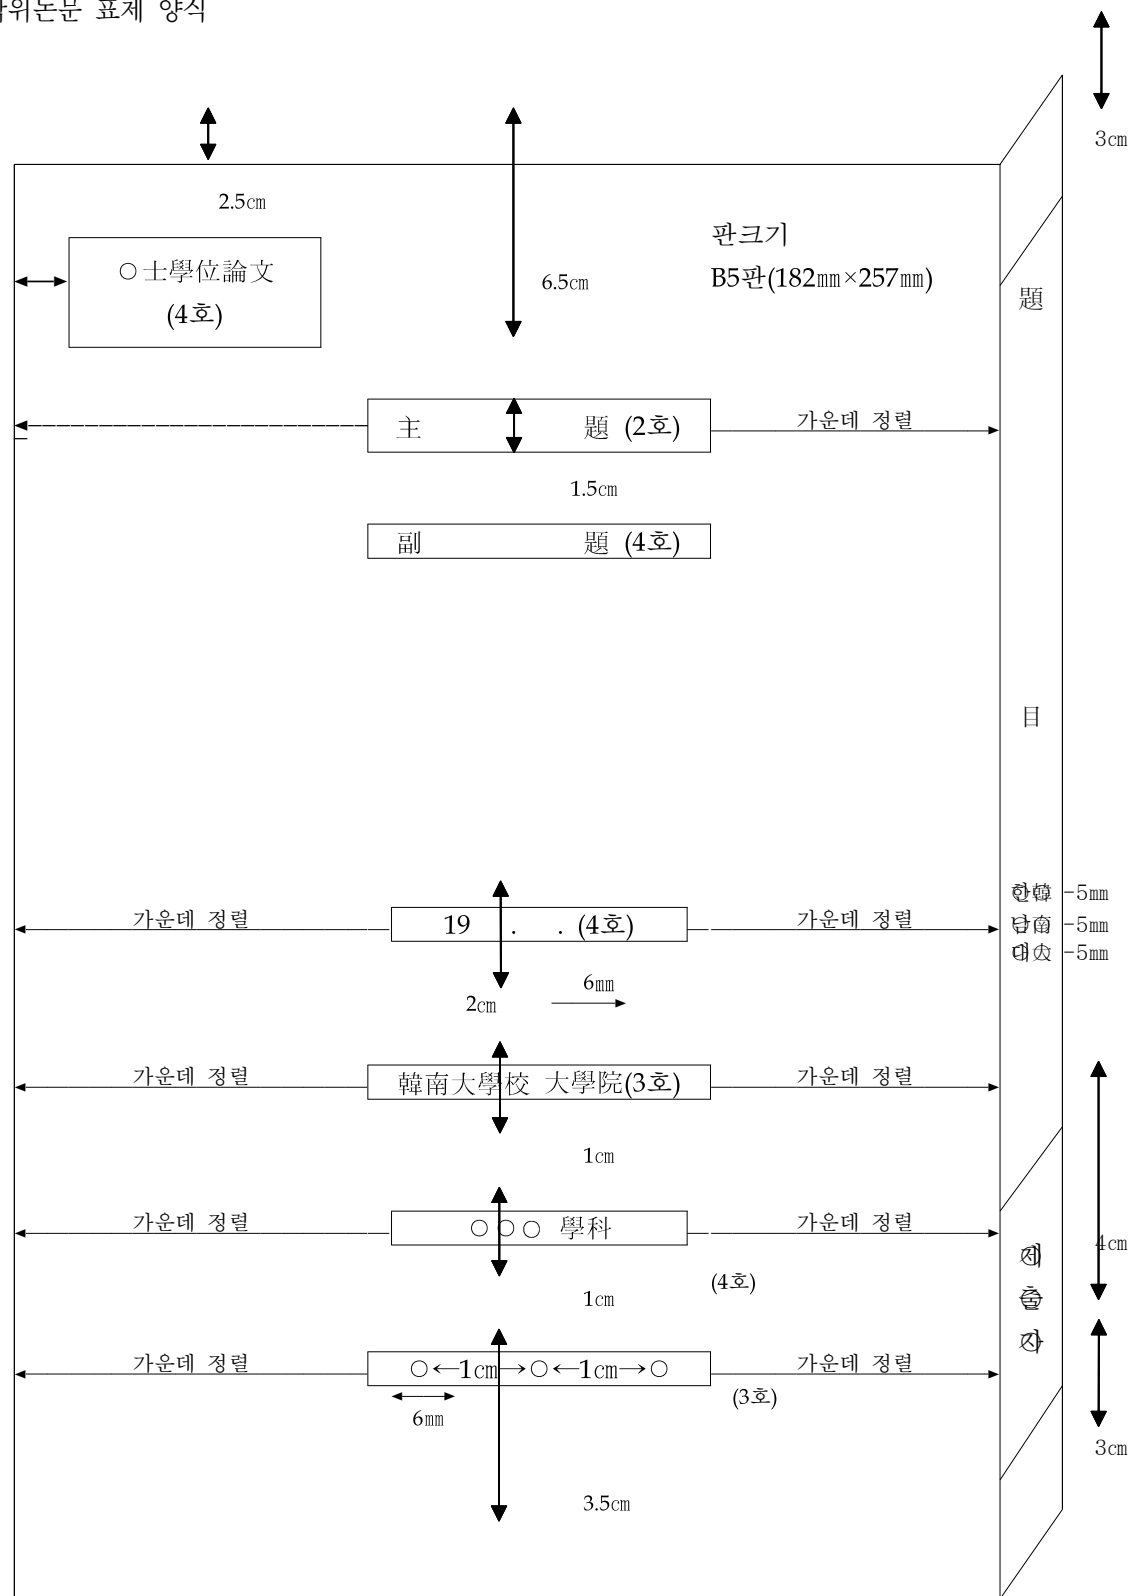 학위논문 표제 양식
3cm
2.5cm
판크기
○士學位論文
6.5cm
B5판(182mm×257mm)
(4호)
題
主 題 (2호)
가운데 정렬
1.5cm
副 題 (4호)
目
한韓 -5mm
가운데 정렬
19 . . (4호)
가운데 정렬
남南 -5mm
대大 -5mm
6mm
2cm
가운데 정렬
韓南大學校 大學院(3호)
가운데 정렬
1cm
가운데 정렬
○○○ 學科
가운데 정렬
제
4cm
(4호)
1cm
출
자
가운데 정렬
○←1cm→○←1cm→○
가운데 정렬
(3호)
6mm
3cm
3.5cm